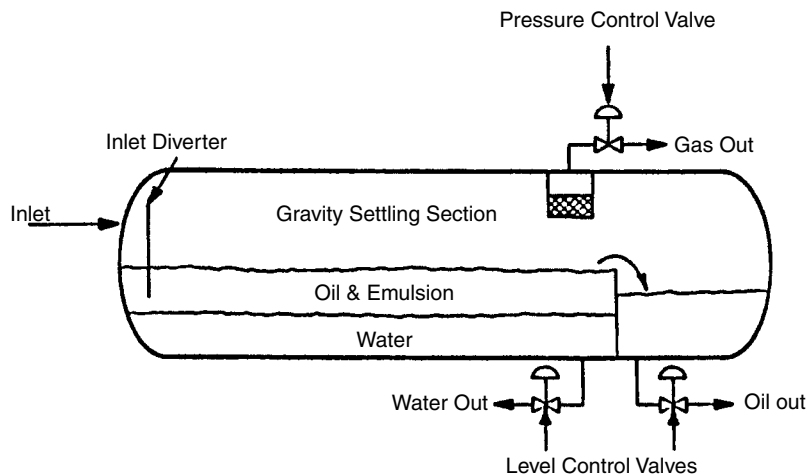 Pressure Control Valve
Inlet Diverter
Gas Out
Inlet
Gravity Settling Section
Oil & Emulsion
Water
Water Out
Oil out
Level Control Valves